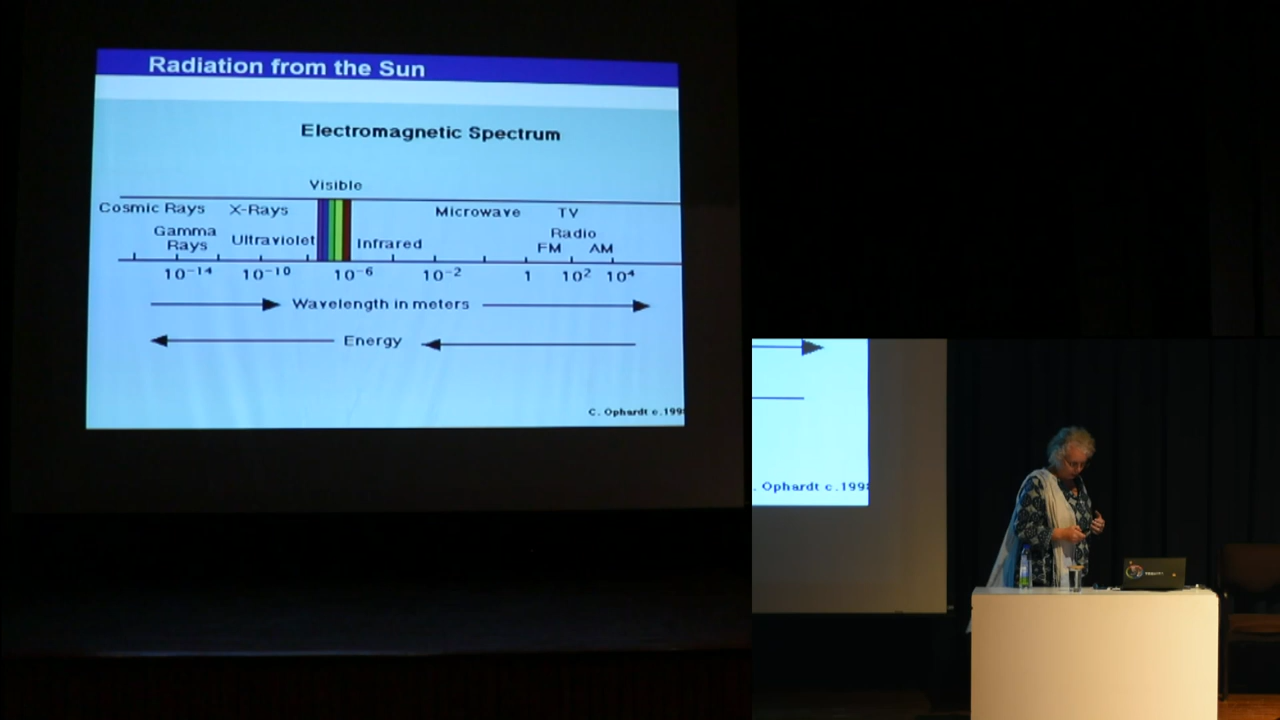 Radiation from the Sun
Electromagnetic Spectrum
Visible
Cosmic Rays X-Rays Microwave TV
Gamma Rays Ultraviolet Infrared Radio
FM AM
10⁻¹⁴ 10⁻¹⁰ 10⁻⁶ 10⁻² 1 10² 10⁴
Wavelength in meters
Energy
C. Ophardt c.199
. Ophardt c.199